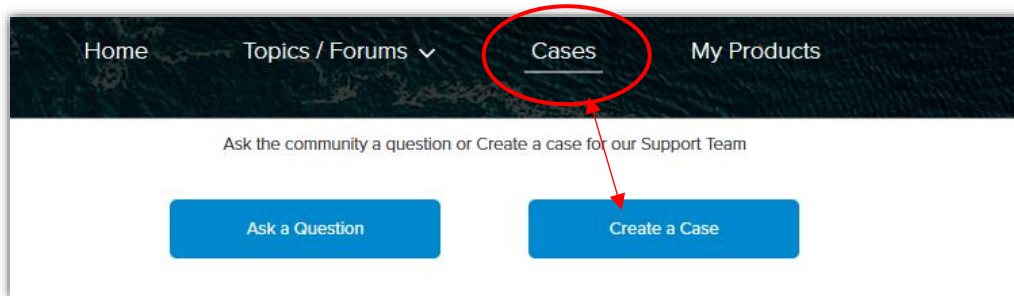 Home Topics / Forums Cases My Products
Ask the community a question or Create a case for our Support Team
Ask a Question Create a Case